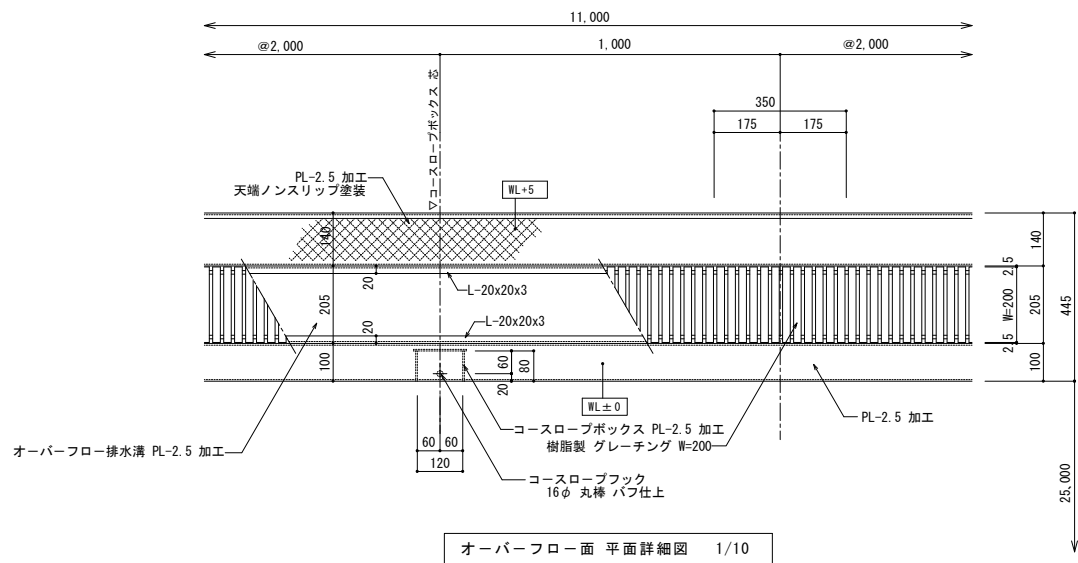 11,000
@2,000
1,000
@2,000
▽コースロープボックス 芯
350
175
175
PL-2.5 加工
天端ノンスリップ塗装
WL+5
140
140
2.5
20
L-20x20x3
205
W=200
205
445
L-20x20x3
20
2.5
100
60
80
20
100
WL±0
PL-2.5 加工
コースロープボックス PL-2.5 加工
樹脂製 グレーチング W=200
オーバーフロー排水溝 PL-2.5 加工
60
60
120
コースロープフック
16φ 丸棒 バフ仕上
25,000
オーバーフロー面 平面詳細図 1/10